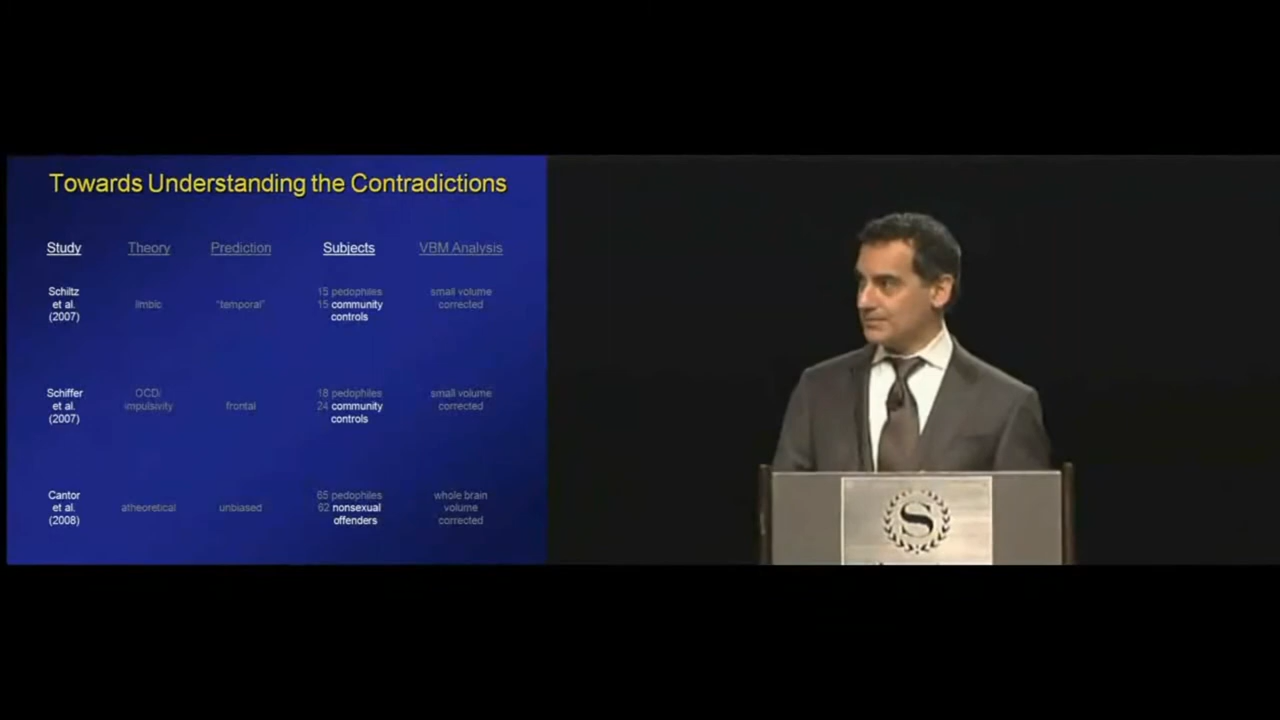 Towards Understanding the Contradictions
Study Theory Prediction Subjects VBM Analysis
Schiltz
et al.
(2007)
limbic
"temporal"
15 pedophiles
15 community
controls
small volume
corrected
Schiffer
et al.
(2007)
OCD/
impulsivity
frontal
18 pedophiles
24 community
controls
small volume
corrected
Cantor
et al.
(2008)
atheoretical
unbiased
65 pedophiles
62 nonsexual
offenders
whole brain
volume
corrected
S